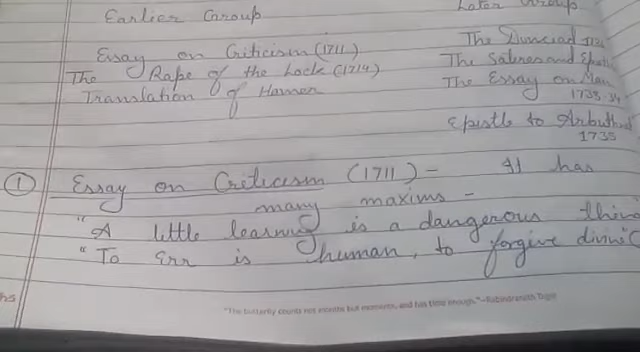 Earlier Group
Later Group
Essay on Criticism (1711)
The Rape of the Lock (1714)
Translation of Homer
The Dunciad
The Satires and
The Essay on Man
1733-34
Epistle to Arbuthnot
1735
① Essay on Criticism (1711) - It has
many maxims -
"A little learning is a dangerous thin
"To Err is human, to forgive divin
"The butterfly counts not months but moments, and has time enough." -Rabindranath Tagore